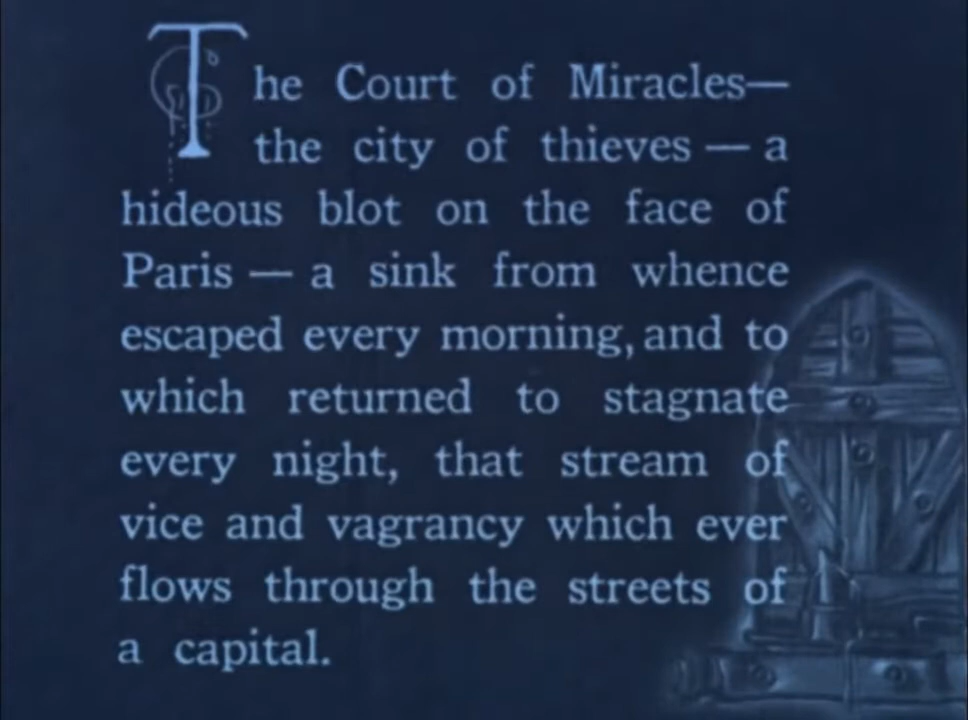 The Court of Miracles—
the city of thieves — a
hideous blot on the face of
Paris — a sink from whence
escaped every morning, and to
which returned to stagnate
every night, that stream of
vice and vagrancy which ever
flows through the streets of
a capital.